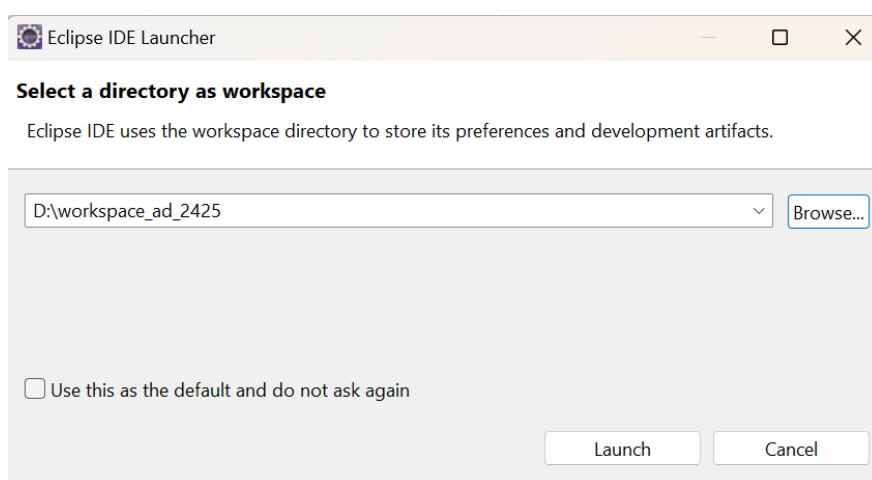 Eclipse IDE Launcher
Select a directory as workspace
Eclipse IDE uses the workspace directory to store its preferences and development artifacts.
D:\workspace_ad_2425
Browse...
Use this as the default and do not ask again
Launch
Cancel